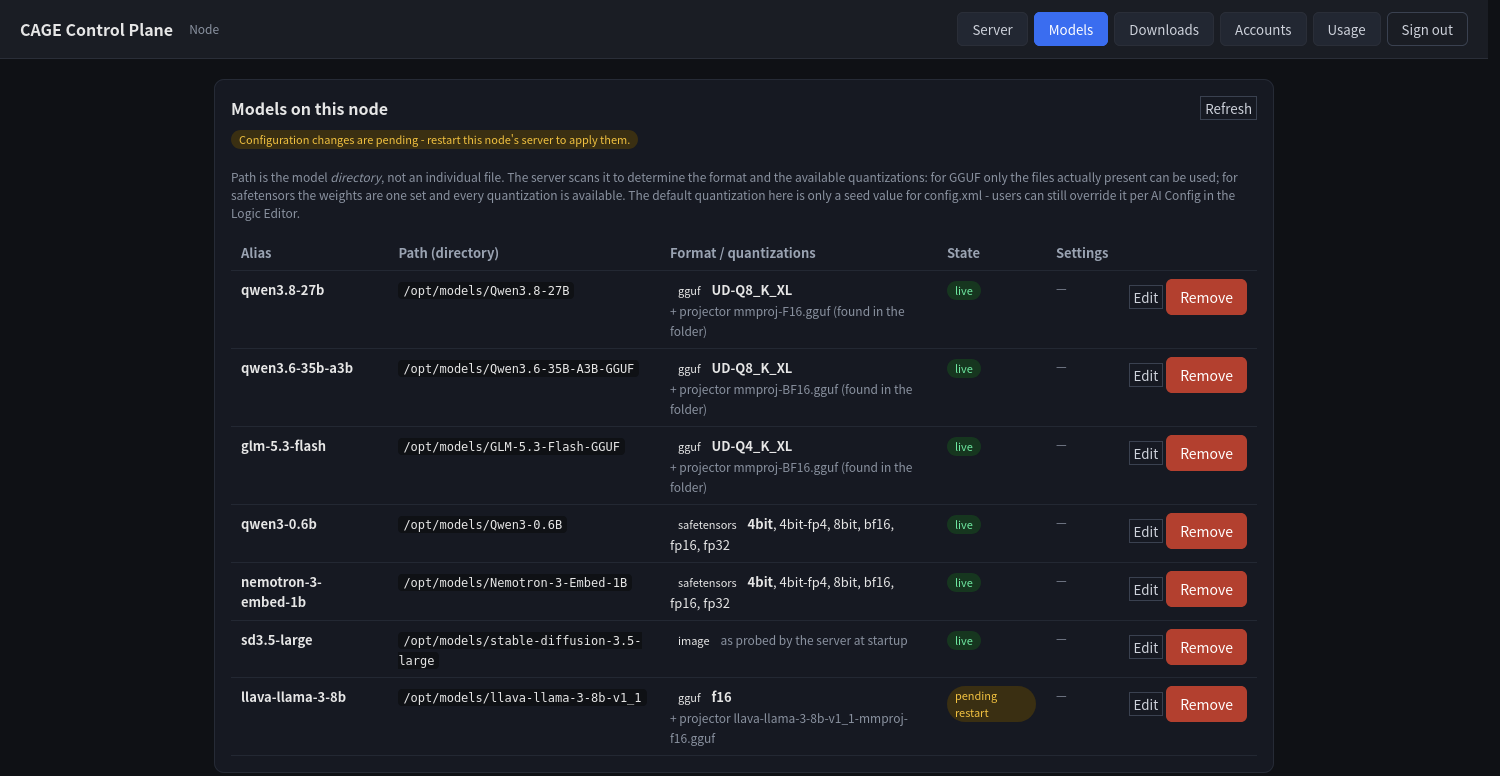 CAGE Control Plane Node Server Models Downloads Accounts Usage Sign out
Models on this node Refresh
Configuration changes are pending - restart this node's server to apply them.
Path is the model directory, not an individual file. The server scans it to determine the format and the available quantizations: for GGUF only the files actually present can be used; for
safetensors the weights are one set and every quantization is available. The default quantization here is only a seed value for config.xml - users can still override it per AI Config in the
Logic Editor.
Alias Path (directory) Format / quantizations State Settings
qwen3.8-27b /opt/models/Qwen3.8-27B gguf UD-Q8_K_XL live — Edit Remove
+ projector mmproj-F16.gguf (found in the
folder)
qwen3.6-35b-a3b /opt/models/Qwen3.6-35B-A3B-GGUF gguf UD-Q8_K_XL live — Edit Remove
+ projector mmproj-BF16.gguf (found in the
folder)
glm-5.3-flash /opt/models/GLM-5.3-Flash-GGUF gguf UD-Q4_K_XL live — Edit Remove
+ projector mmproj-BF16.gguf (found in the
folder)
qwen3-0.6b /opt/models/Qwen3-0.6B safetensors 4bit, 4bit-fp4, 8bit, bf16, live — Edit Remove
fp16, fp32
nemotron-3- /opt/models/Nemotron-3-Embed-1B safetensors 4bit, 4bit-fp4, 8bit, bf16, live — Edit Remove
embed-1b fp16, fp32
sd3.5-large /opt/models/stable-diffusion-3.5- image as probed by the server at startup live — Edit Remove
large
llava-llama-3-8b /opt/models/llava-llama-3-8b-v1_1 gguf f16 pending — Edit Remove
+ projector llava-llama-3-8b-v1_1-mmproj- restart
f16.gguf